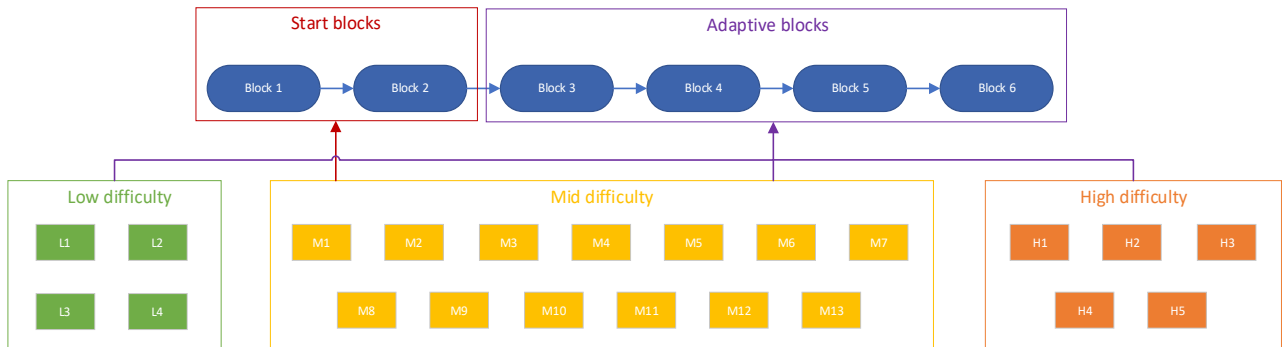 Start blocks
Adaptive blocks
Block 1
Block 2
Block 3
Block 4
Block 5
Block 6
Low difficulty
Mid difficulty
High difficulty
L1
L2
M1
M2
M3
M4
M5
M6
M7
H1
H2
H3
L3
L4
M8
M9
M10
M11
M12
M13
H4
H5